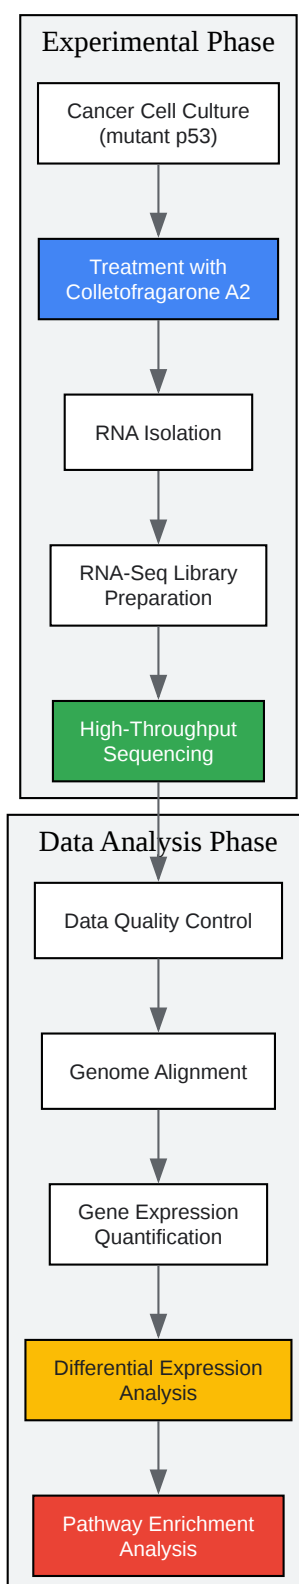 Experimental Phase
Cancer Cell Culture
(mutant p53)
Treatment with
Colletofragarone A2
RNA Isolation
RNA-Seq Library
Preparation
High-Throughput
Sequencing
Data Analysis Phase
Data Quality Control
Genome Alignment
Gene Expression
Quantification
Differential Expression
Analysis
Pathway Enrichment
Analysis